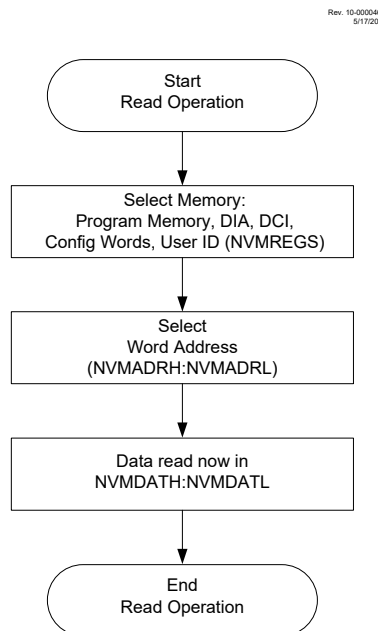 Rev. 10-000046
5/17/20
Start
Read Operation
Select Memory:
Program Memory, DIA, DCI,
Config Words, User ID (NVMREGS)
Select
Word Address
(NVMADRH:NVMADRL)
Data read now in
NVMDATH:NVMDATL
End
Read Operation